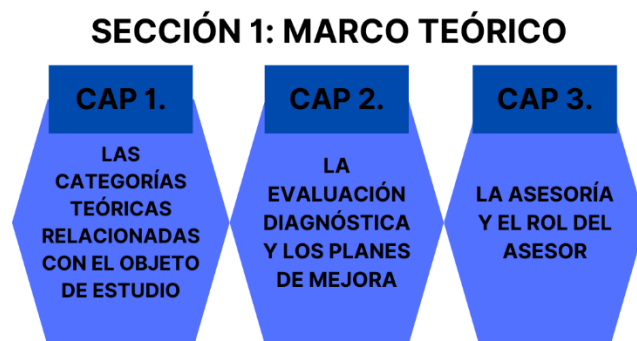 SECCIÓN 1: MARCO TEÓRICO
CAP 1.
LAS
CATEGORÍAS
TEÓRICAS
RELACIONADAS
CON EL OBJETO
DE ESTUDIO
CAP 2.
LA
EVALUACIÓN
DIAGNÓSTICA
Y LOS PLANES
DE MEJORA
CAP 3.
LA ASESORÍA
Y EL ROL DEL
ASESOR